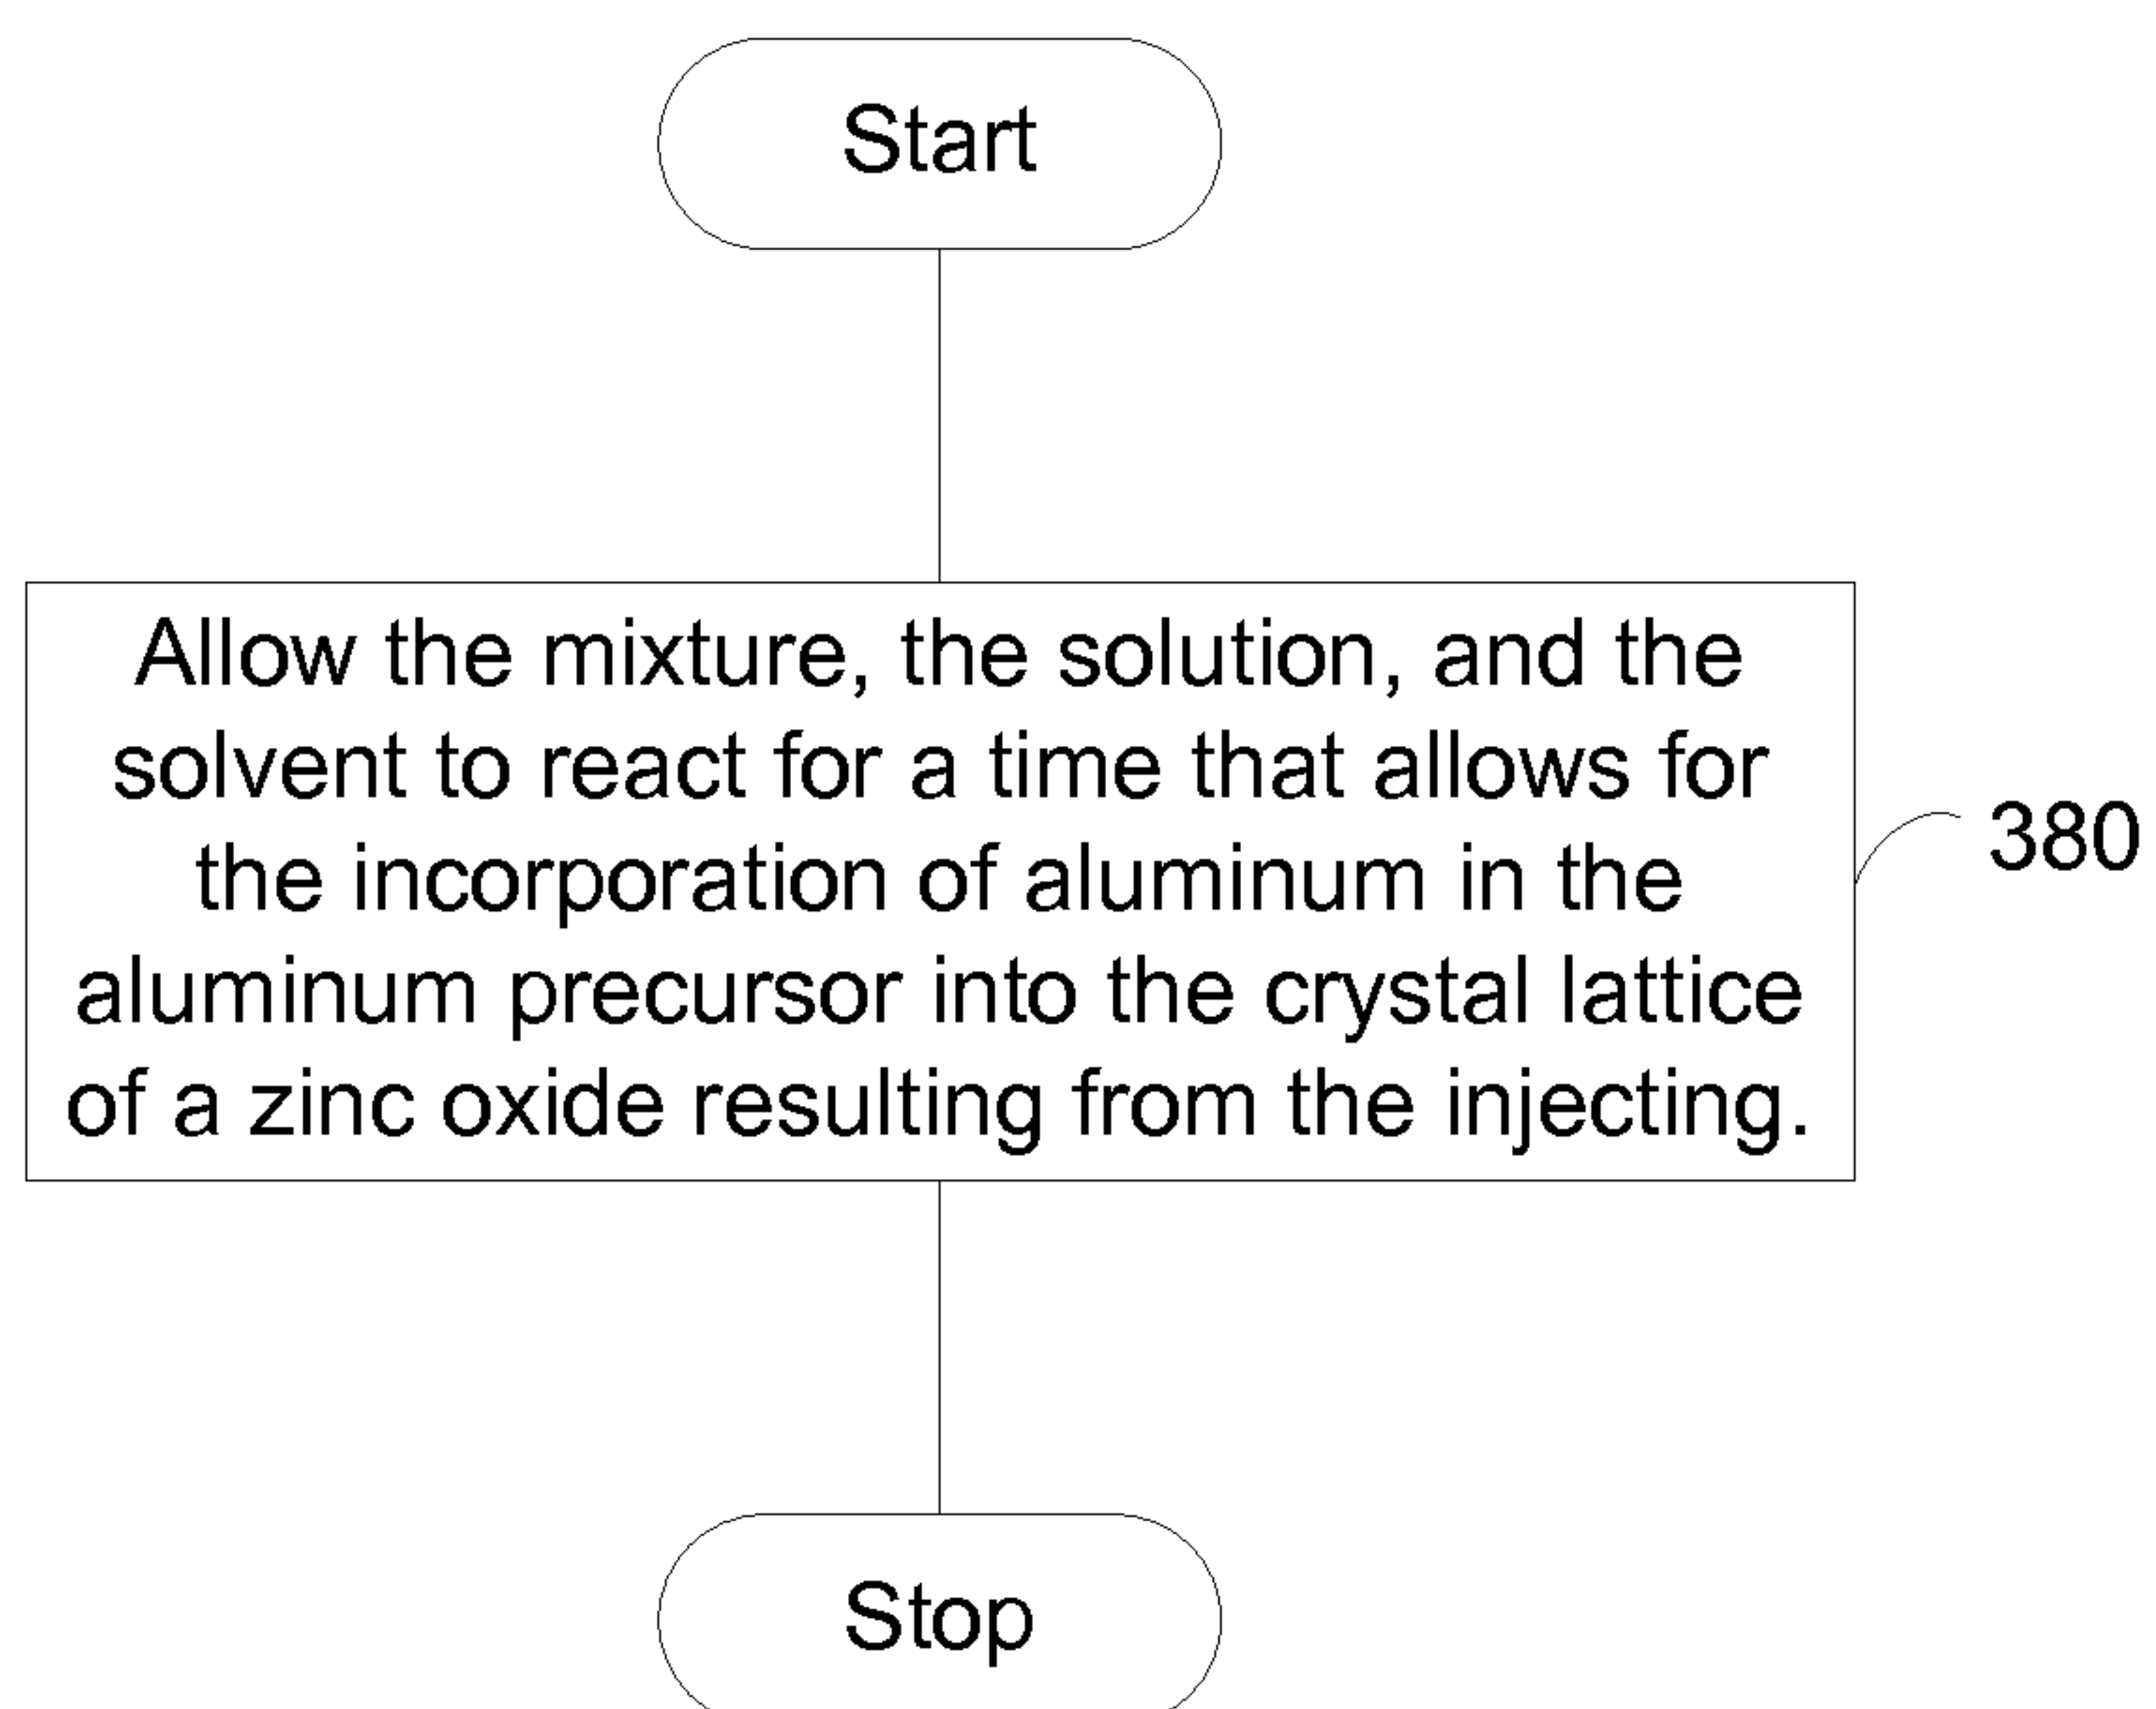 Start
Allow the mixture, the solution, and the
solvent to react for a time that allows for
the incorporation of aluminum in the
aluminum precursor into the crystal lattice
of a zinc oxide resulting from the injecting.
380
Stop